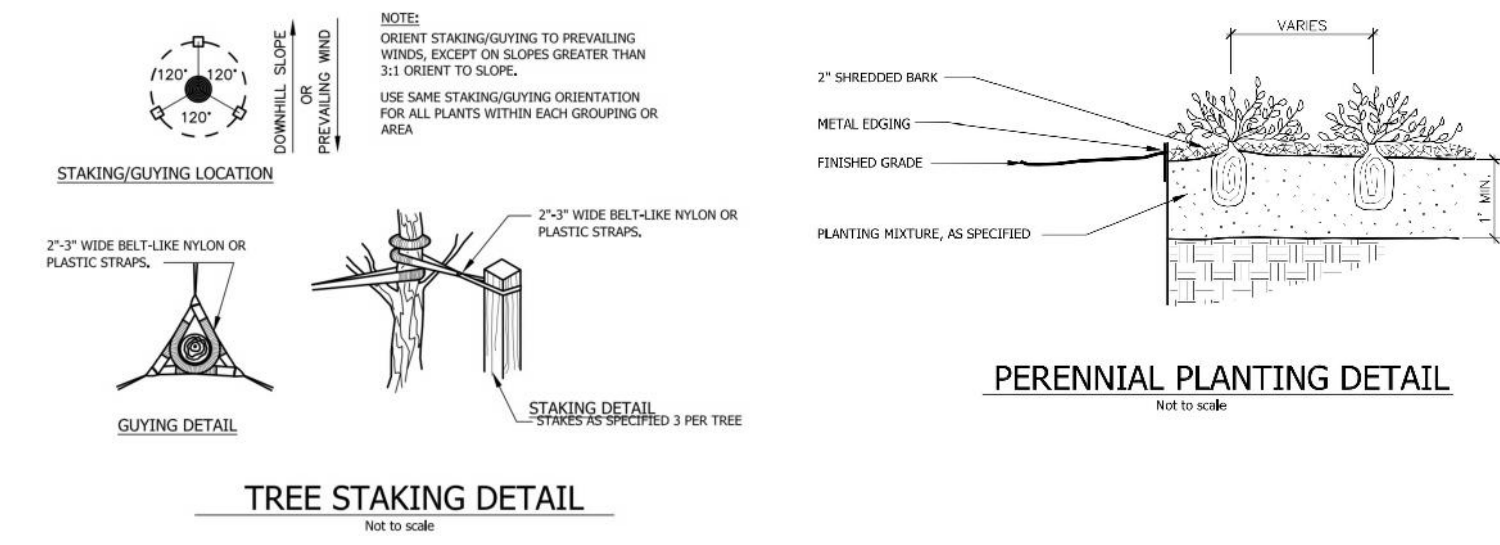 NOTE:
ORIENT STAKING/GUYING TO PREVAILING
WINDS, EXCEPT ON SLOPES GREATER THAN
3:1 ORIENT TO SLOPE.
USE SAME STAKING/GUYING ORIENTATION
FOR ALL PLANTS WITHIN EACH GROUPING OR
AREA
120° 120°
120°
DOWNHILL SLOPE
OR
PREVAILING WIND
STAKING/GUYING LOCATION
2"-3" WIDE BELT-LIKE NYLON OR
PLASTIC STRAPS.
GUYING DETAIL
2"-3" WIDE BELT-LIKE NYLON OR
PLASTIC STRAPS.
STAKING DETAIL
STAKES AS SPECIFIED 3 PER TREE
TREE STAKING DETAIL
Not to scale
VARIES
2" SHREDDED BARK
METAL EDGING
FINISHED GRADE
PLANTING MIXTURE, AS SPECIFIED
1' MIN.
PERENNIAL PLANTING DETAIL
Not to scale